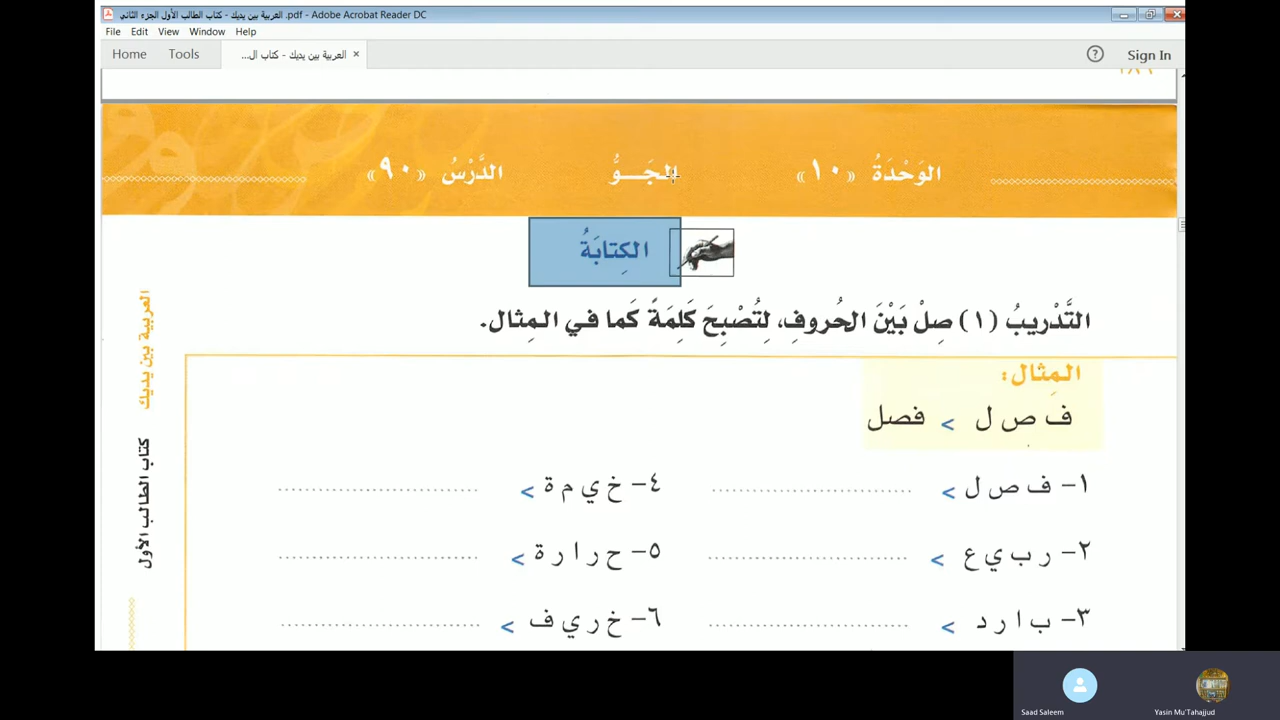 العربية بين يديك - كتاب الطالب الأول الجزء الثاني.pdf - Adobe Acrobat Reader DC
File Edit View Window Help
Home Tools العربية بين يديك - كتاب ال... × ? Sign In
١٨٩
الوَحْدَةُ «١٠» الجَـــوُّ الدَّرْسُ «٩٠»
الكِتابَةُ
التَّدْريبُ (١) صِلْ بَيْنَ الحُروفِ، لِتُصْبِحَ كَلِمَةً كَما في المِثال.
المِثال:
ف ص ل > فصل
١- ف ص ل > ........................................
٤- خ ي م ة > ........................................
٢- ر ب ي ع > ........................................
٥- ح ر ا ر ة > ........................................
٣- ب ا ر د > ........................................
٦- خ ر ي ف > ........................................
العربية بين يديك
كتاب الطالب الأول
Saad Saleem
Yasin Mu`Tahajjud